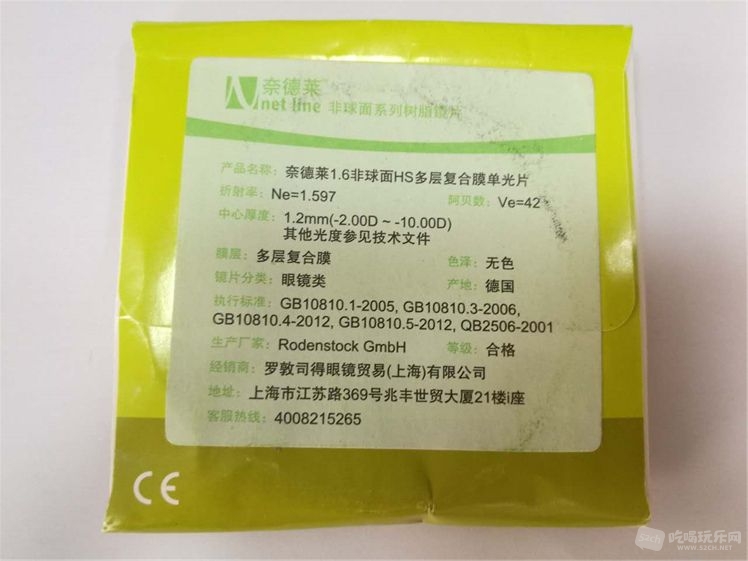 奈德莱
net line 非球面系列树脂镜片
产品名称: 奈德莱1.6非球面HS多层复合膜单光片
折射率: Ne=1.597 阿贝数: Ve=42
中心厚度: 1.2mm(-2.00D ~ -10.00D)
其他光度参见技术文件
膜层: 多层复合膜 色泽: 无色
镜片分类: 眼镜类 产地: 德国
执行标准: GB10810.1-2005, GB10810.3-2006,
GB10810.4-2012, GB10810.5-2012, QB2506-2001
生产厂家: Rodenstock GmbH 等级: 合格
经销商: 罗敦司得眼镜贸易(上海)有限公司
地址: 上海市江苏路369号兆丰世贸大厦21楼i座
客服热线: 4008215265
CE
52ch 吃喝玩乐网
WWW.52CH.NET